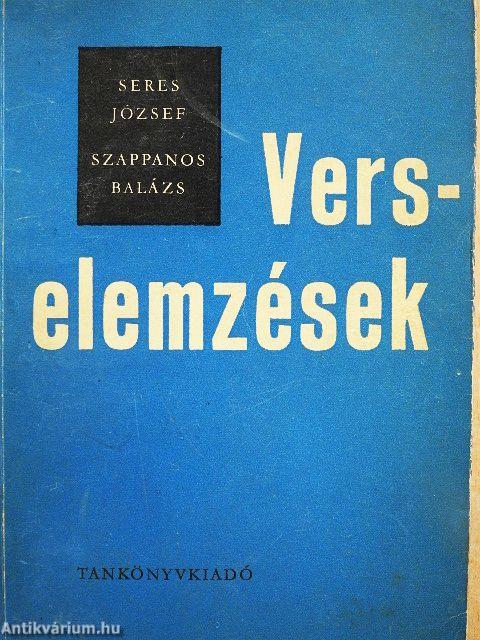 SERES
JÓZSEF
SZAPPANOS
BALÁZS
Vers-
elemzések
TANKÖNYVKIADÓ
Antikvárium.hu